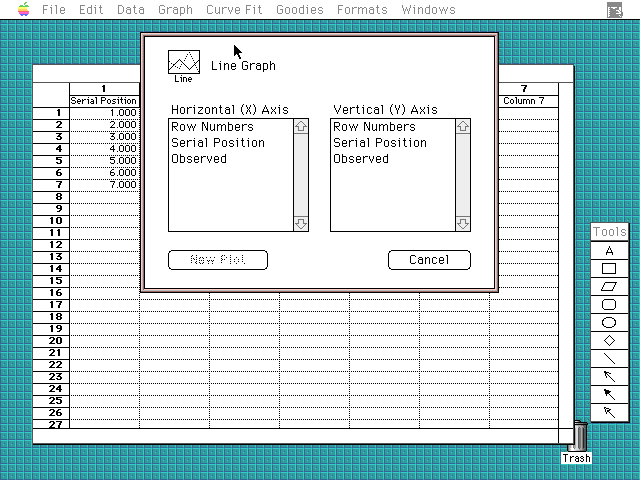 File Edit Data Graph Curve Fit Goodies Formats Windows
Line
Line Graph
Horizontal (X) Axis
Row Numbers
Serial Position
Observed
Vertical (Y) Axis
Row Numbers
Serial Position
Observed
New Plot
Cancel
1
7
Serial Position
Column 7
1 1.000
2 2.000
3 3.000
4 4.000
5 5.000
6 6.000
7 7.000
8
9
10
11
12
13
14
15
16
17
18
19
20
21
22
23
24
25
26
27
Tools
A
Trash